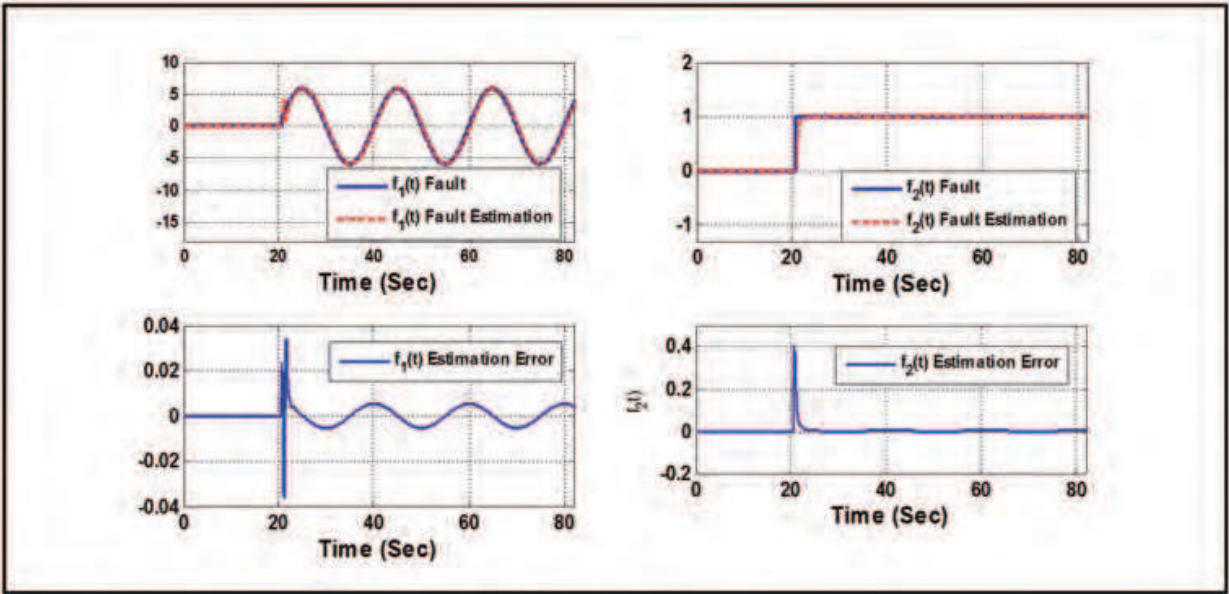 10
5
0
-5
-10
-15
f1(t) Fault
f1(t) Fault Estimation
0 20 40 60 80
Time (Sec)
2
1
0
-1
f2(t) Fault
f2(t) Fault Estimation
0 20 40 60 80
Time (Sec)
0.04
0.02
0
-0.02
-0.04
f1(t) Estimation Error
0 20 40 60 80
Time (Sec)
0.4
0.2
0
-0.2
f2(t) Estimation Error
0 20 40 60 80
Time (Sec)